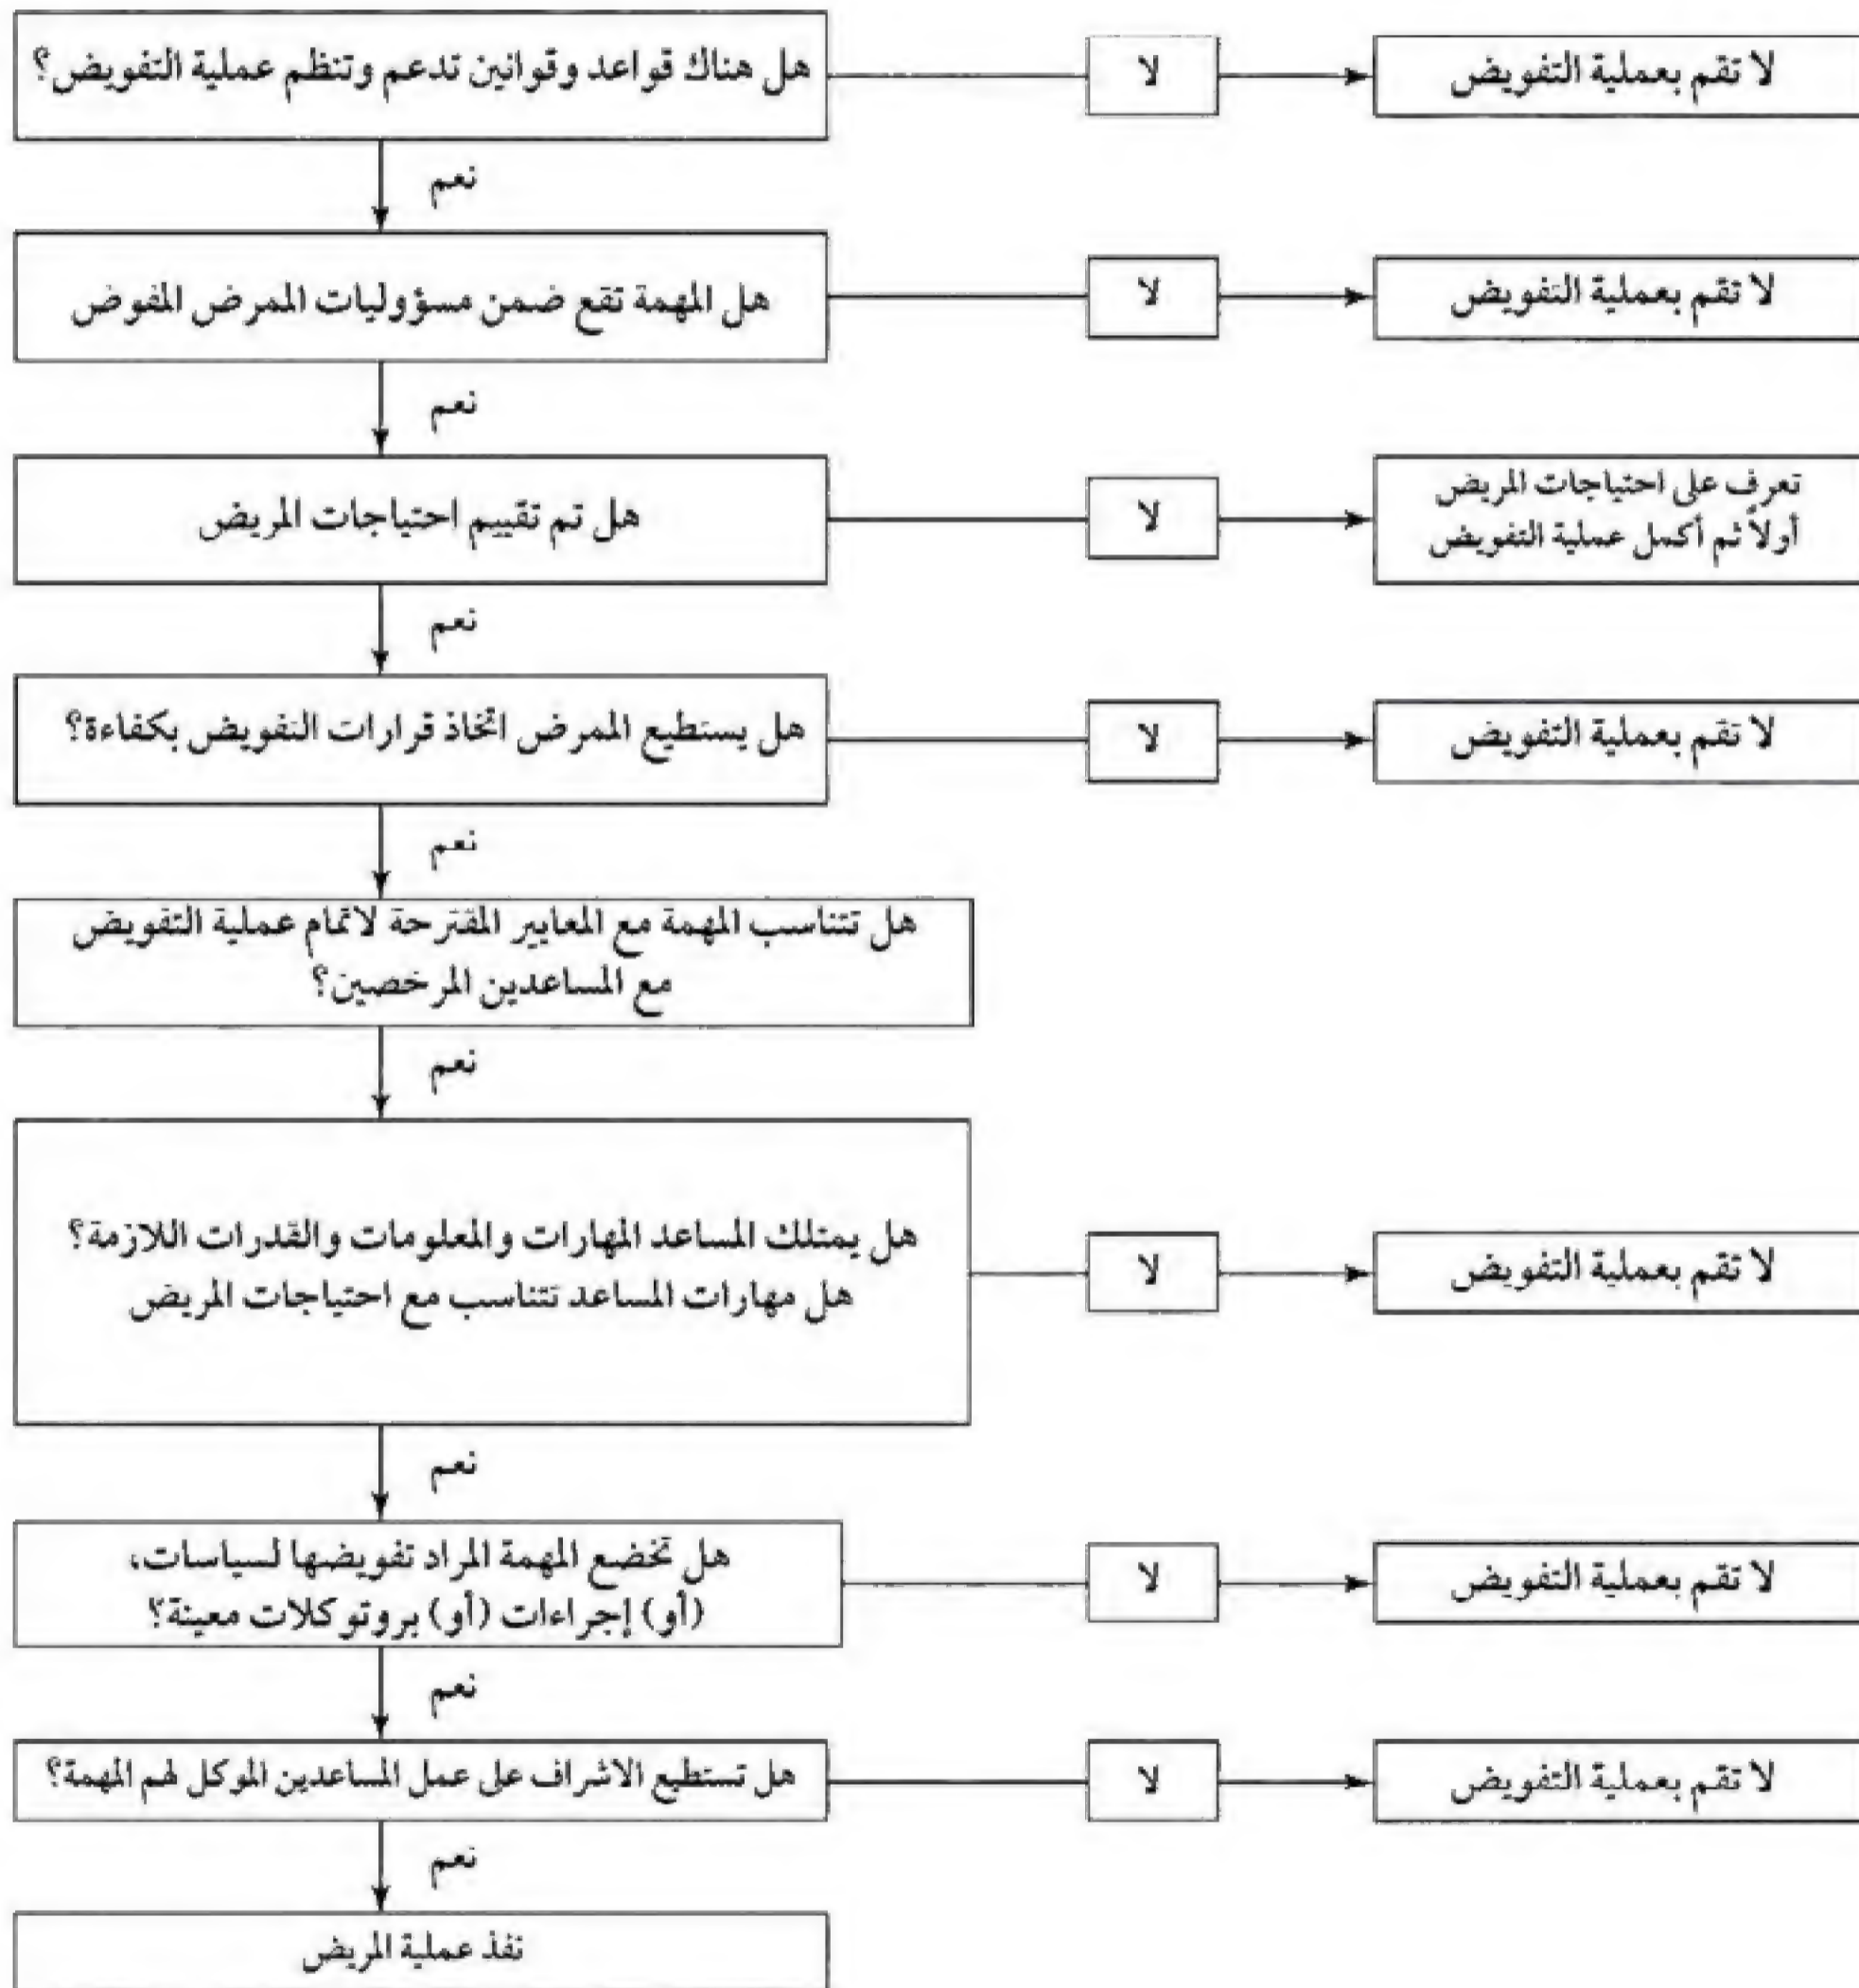 هل هناك قواعد وقوانين تدعم وتنظم عملية التفويض؟
لا
لا تقم بعملية التفويض
نعم
هل المهمة تقع ضمن مسؤوليات الممرض المفوض
لا
لا تقم بعملية التفويض
نعم
هل تم تقييم احتياجات المريض
لا
تعرف على احتياجات المريض
أولاً ثم أكمل عملية التفويض
نعم
هل يستطيع الممرض اتخاذ قرارات التفويض بكفاءة؟
لا
لا تقم بعملية التفويض
نعم
هل تتناسب المهمة مع المعايير المقترحة لاتمام عملية التفويض
مع المساعدين المرخصين؟
نعم
هل يمتلك المساعد المهارات والمعلومات والقدرات اللازمة؟
هل مهارات المساعد تتناسب مع احتياجات المريض
لا
لا تقم بعملية التفويض
نعم
هل تخضع المهمة المراد تفويضها لسياسات،
(أو) إجراءات (أو) بروتوكلات معينة؟
لا
لا تقم بعملية التفويض
نعم
هل تستطيع الاشراف على عمل المساعدين الموكل لهم المهمة؟
لا
لا تقم بعملية التفويض
نعم
نفذ عملية المريض